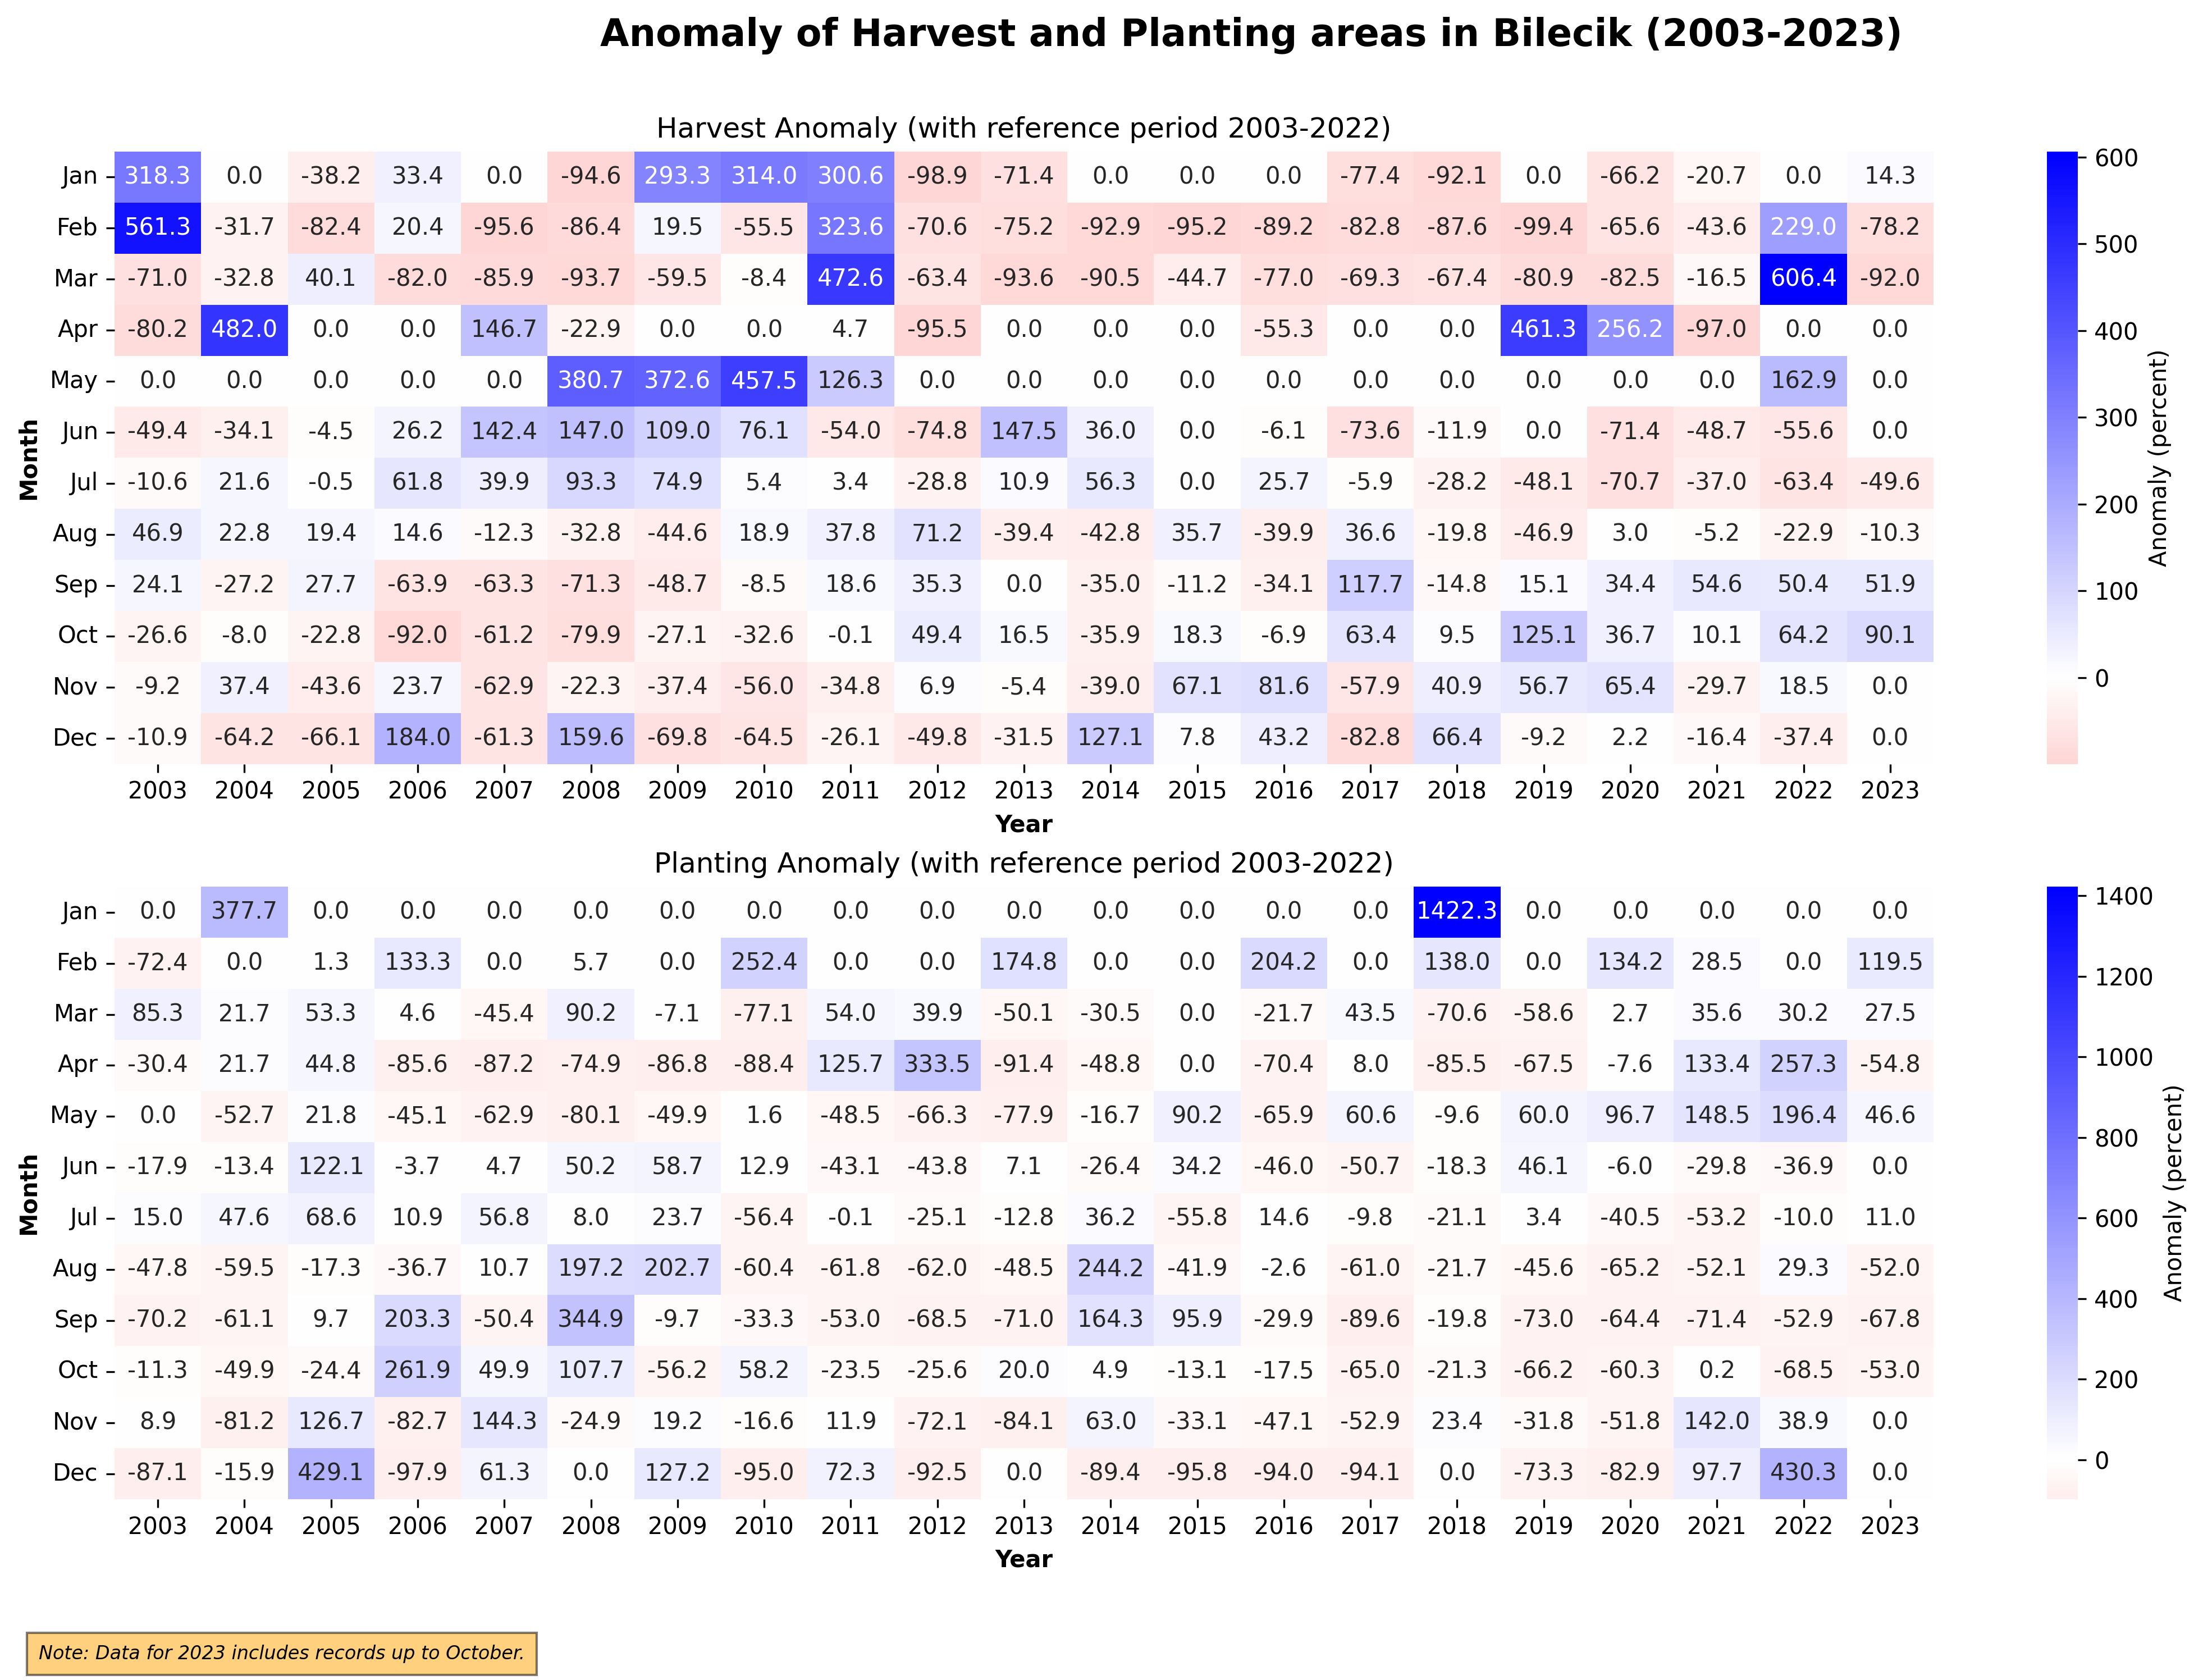 Anomaly of Harvest and Planting areas in Bilecik (2003-2023)
Harvest Anomaly (with reference period 2003-2022)
Jan 318.3 0.0 -38.2 33.4 0.0 -94.6 293.3 314.0 300.6 -98.9 -71.4 0.0 0.0 0.0 -77.4 -92.1 0.0 -66.2 -20.7 0.0 14.3
Feb 561.3 -31.7 -82.4 20.4 -95.6 -86.4 19.5 -55.5 323.6 -70.6 -75.2 -92.9 -95.2 -89.2 -82.8 -87.6 -99.4 -65.6 -43.6 229.0 -78.2
Mar -71.0 -32.8 40.1 -82.0 -85.9 -93.7 -59.5 -8.4 472.6 -63.4 -93.6 -90.5 -44.7 -77.0 -69.3 -67.4 -80.9 -82.5 -16.5 606.4 -92.0
Apr -80.2 482.0 0.0 0.0 146.7 -22.9 0.0 0.0 4.7 -95.5 0.0 0.0 0.0 -55.3 0.0 0.0 461.3 256.2 -97.0 0.0 0.0
May 0.0 0.0 0.0 0.0 0.0 380.7 372.6 457.5 126.3 0.0 0.0 0.0 0.0 0.0 0.0 0.0 0.0 0.0 0.0 162.9 0.0
Jun -49.4 -34.1 -4.5 26.2 142.4 147.0 109.0 76.1 -54.0 -74.8 147.5 36.0 0.0 -6.1 -73.6 -11.9 0.0 -71.4 -48.7 -55.6 0.0
Jul -10.6 21.6 -0.5 61.8 39.9 93.3 74.9 5.4 3.4 -28.8 10.9 56.3 0.0 25.7 -5.9 -28.2 -48.1 -70.7 -37.0 -63.4 -49.6
Aug 46.9 22.8 19.4 14.6 -12.3 -32.8 -44.6 18.9 37.8 71.2 -39.4 -42.8 35.7 -39.9 36.6 -19.8 -46.9 3.0 -5.2 -22.9 -10.3
Sep 24.1 -27.2 27.7 -63.9 -63.3 -71.3 -48.7 -8.5 18.6 35.3 0.0 -35.0 -11.2 -34.1 117.7 -14.8 15.1 34.4 54.6 50.4 51.9
Oct -26.6 -8.0 -22.8 -92.0 -61.2 -79.9 -27.1 -32.6 -0.1 49.4 16.5 -35.9 18.3 -6.9 63.4 9.5 125.1 36.7 10.1 64.2 90.1
Nov -9.2 37.4 -43.6 23.7 -62.9 -22.3 -37.4 -56.0 -34.8 6.9 -5.4 -39.0 67.1 81.6 -57.9 40.9 56.7 65.4 -29.7 18.5 0.0
Dec -10.9 -64.2 -66.1 184.0 -61.3 159.6 -69.8 -64.5 -26.1 -49.8 -31.5 127.1 7.8 43.2 -82.8 66.4 -9.2 2.2 -16.4 -37.4 0.0
2003 2004 2005 2006 2007 2008 2009 2010 2011 2012 2013 2014 2015 2016 2017 2018 2019 2020 2021 2022 2023
Year
Month
600
500
400
300
200
100
0
Anomaly (percent)
Planting Anomaly (with reference period 2003-2022)
Jan 0.0 377.7 0.0 0.0 0.0 0.0 0.0 0.0 0.0 0.0 0.0 0.0 0.0 0.0 0.0 1422.3 0.0 0.0 0.0 0.0 0.0
Feb -72.4 0.0 1.3 133.3 0.0 5.7 0.0 252.4 0.0 0.0 174.8 0.0 0.0 204.2 0.0 138.0 0.0 134.2 28.5 0.0 119.5
Mar 85.3 21.7 53.3 4.6 -45.4 90.2 -7.1 -77.1 54.0 39.9 -50.1 -30.5 0.0 -21.7 43.5 -70.6 -58.6 2.7 35.6 30.2 27.5
Apr -30.4 21.7 44.8 -85.6 -87.2 -74.9 -86.8 -88.4 125.7 333.5 -91.4 -48.8 0.0 -70.4 8.0 -85.5 -67.5 -7.6 133.4 257.3 -54.8
May 0.0 -52.7 21.8 -45.1 -62.9 -80.1 -49.9 1.6 -48.5 -66.3 -77.9 -16.7 90.2 -65.9 60.6 -9.6 60.0 96.7 148.5 196.4 46.6
Jun -17.9 -13.4 122.1 -3.7 4.7 50.2 58.7 12.9 -43.1 -43.8 7.1 -26.4 34.2 -46.0 -50.7 -18.3 46.1 -6.0 -29.8 -36.9 0.0
Jul 15.0 47.6 68.6 10.9 56.8 8.0 23.7 -56.4 -0.1 -25.1 -12.8 36.2 -55.8 14.6 -9.8 -21.1 3.4 -40.5 -53.2 -10.0 11.0
Aug -47.8 -59.5 -17.3 -36.7 10.7 197.2 202.7 -60.4 -61.8 -62.0 -48.5 244.2 -41.9 -2.6 -61.0 -21.7 -45.6 -65.2 -52.1 29.3 -52.0
Sep -70.2 -61.1 9.7 203.3 -50.4 344.9 -9.7 -33.3 -53.0 -68.5 -71.0 164.3 95.9 -29.9 -89.6 -19.8 -73.0 -64.4 -71.4 -52.9 -67.8
Oct -11.3 -49.9 -24.4 261.9 49.9 107.7 -56.2 58.2 -23.5 -25.6 20.0 4.9 -13.1 -17.5 -65.0 -21.3 -66.2 -60.3 0.2 -68.5 -53.0
Nov 8.9 -81.2 126.7 -82.7 144.3 -24.9 19.2 -16.6 11.9 -72.1 -84.1 63.0 -33.1 -47.1 -52.9 23.4 -31.8 -51.8 142.0 38.9 0.0
Dec -87.1 -15.9 429.1 -97.9 61.3 0.0 127.2 -95.0 72.3 -92.5 0.0 -89.4 -95.8 -94.0 -94.1 0.0 -73.3 -82.9 97.7 430.3 0.0
2003 2004 2005 2006 2007 2008 2009 2010 2011 2012 2013 2014 2015 2016 2017 2018 2019 2020 2021 2022 2023
Year
Month
1400
1200
1000
800
600
400
200
0
Anomaly (percent)
Note: Data for 2023 includes records up to October.